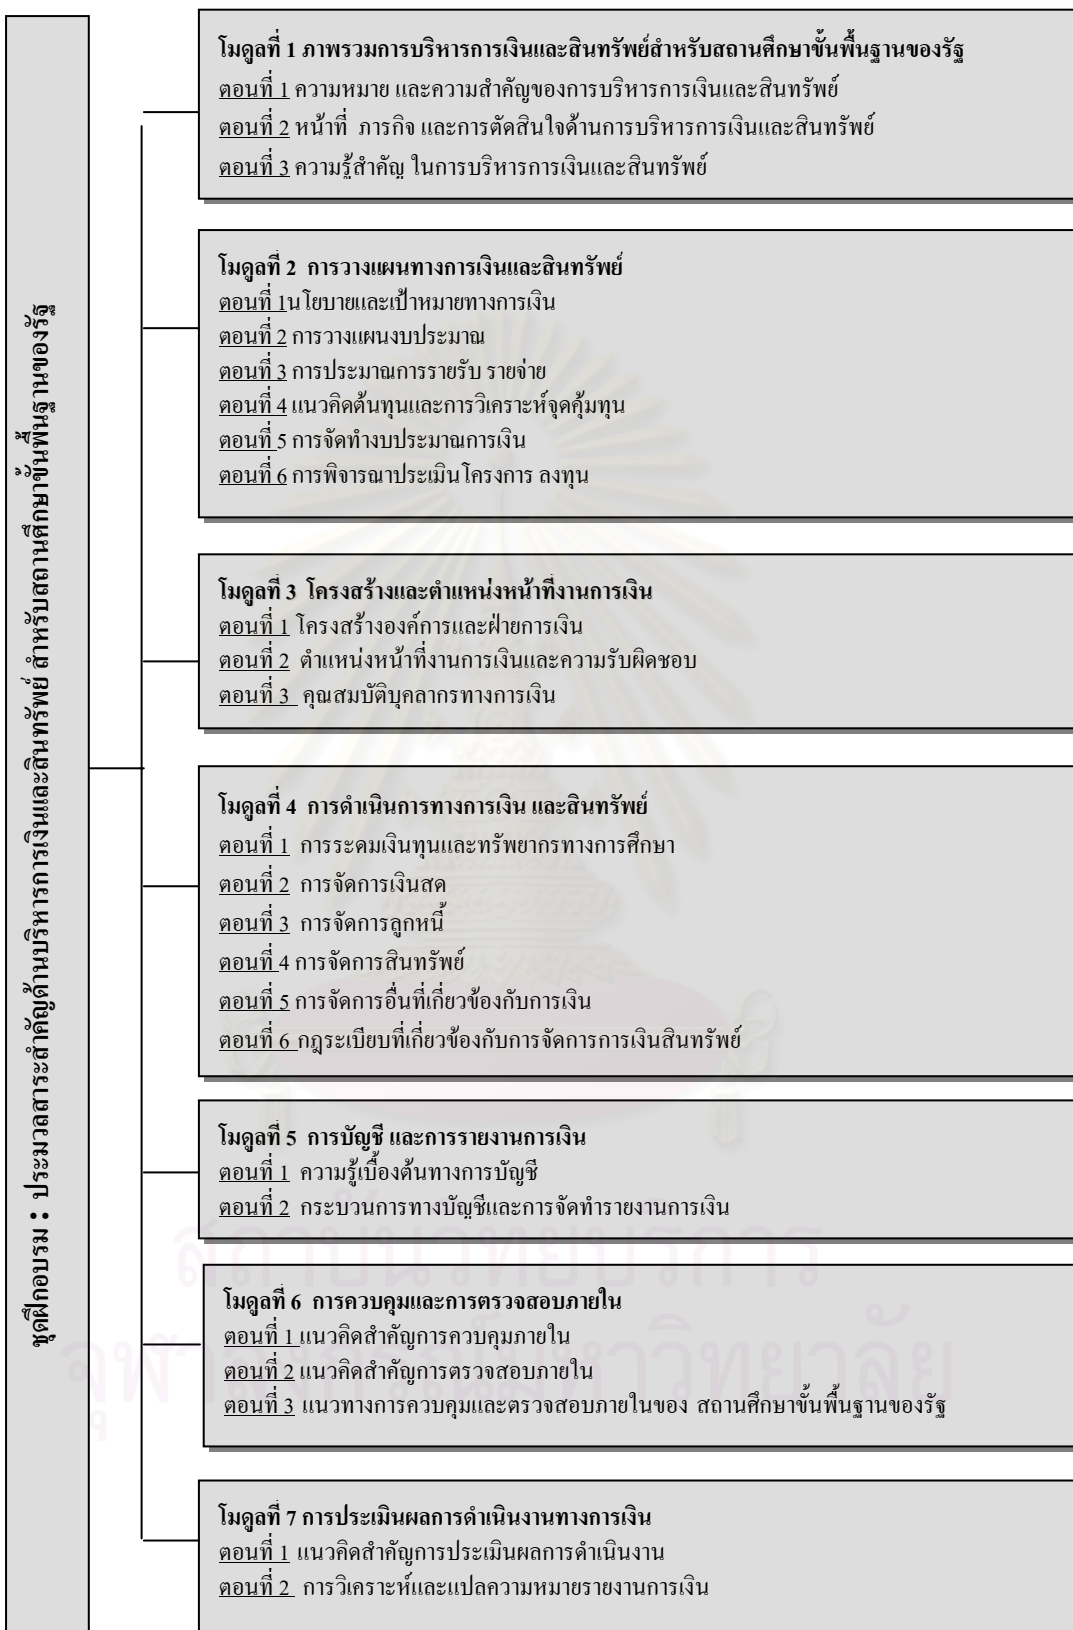 ชุดฝึกอบรม : ประมวลสาระสำคัญด้านบริหารการเงินและสินทรัพย์ สำหรับสถานศึกษาขั้นพื้นฐานของรัฐ
โมดูลที่ 1 ภาพรวมการบริหารการเงินและสินทรัพย์สำหรับสถานศึกษาขั้นพื้นฐานของรัฐ
ตอนที่ 1 ความหมาย และความสำคัญของการบริหารการเงินและสินทรัพย์
ตอนที่ 2 หน้าที่ ภารกิจ และการตัดสินใจด้านการบริหารการเงินและสินทรัพย์
ตอนที่ 3 ความรู้สำคัญ ในการบริหารการเงินและสินทรัพย์
โมดูลที่ 2 การวางแผนทางการเงินและสินทรัพย์
ตอนที่ 1นโยบายและเป้าหมายทางการเงิน
ตอนที่ 2 การวางแผนงบประมาณ
ตอนที่ 3 การประมาณการรายรับ รายจ่าย
ตอนที่ 4 แนวคิดต้นทุนและการวิเคราะห์จุดคุ้มทุน
ตอนที่ 5 การจัดทำงบประมาณการเงิน
ตอนที่ 6 การพิจารณาประเมินโครงการ ลงทุน
โมดูลที่ 3 โครงสร้างและตำแหน่งหน้าที่งานการเงิน
ตอนที่ 1 โครงสร้างองค์การและฝ่ายการเงิน
ตอนที่ 2 ตำแหน่งหน้าที่งานการเงินและความรับผิดชอบ
ตอนที่ 3 คุณสมบัติบุคลากรทางการเงิน
โมดูลที่ 4 การดำเนินการทางการเงิน และสินทรัพย์
ตอนที่ 1 การระดมเงินทุนและทรัพยากรทางการศึกษา
ตอนที่ 2 การจัดการเงินสด
ตอนที่ 3 การจัดการลูกหนี้
ตอนที่ 4 การจัดการสินทรัพย์
ตอนที่ 5 การจัดการอื่นที่เกี่ยวข้องกับการเงิน
ตอนที่ 6 กฎระเบียบที่เกี่ยวข้องกับการจัดการการเงินสินทรัพย์
โมดูลที่ 5 การบัญชี และการรายงานการเงิน
ตอนที่ 1 ความรู้เบื้องต้นทางการบัญชี
ตอนที่ 2 กระบวนการทางบัญชีและการจัดทำรายงานการเงิน
สถาบันวิทยบริการ
โมดูลที่ 6 การควบคุมและการตรวจสอบภายใน
ตอนที่ 1 แนวคิดสำคัญการควบคุมภายใน
ตอนที่ 2 แนวคิดสำคัญการตรวจสอบภายใน
ตอนที่ 3 แนวทางการควบคุมและตรวจสอบภายในของ สถานศึกษาขั้นพื้นฐานของรัฐ
จุฬาลงกรณ์มหาวิทยาลัย
โมดูลที่ 7 การประเมินผลการดำเนินงานทางการเงิน
ตอนที่ 1 แนวคิดสำคัญการประเมินผลการดำเนินงาน
ตอนที่ 2 การวิเคราะห์และแปลความหมายรายงานการเงิน